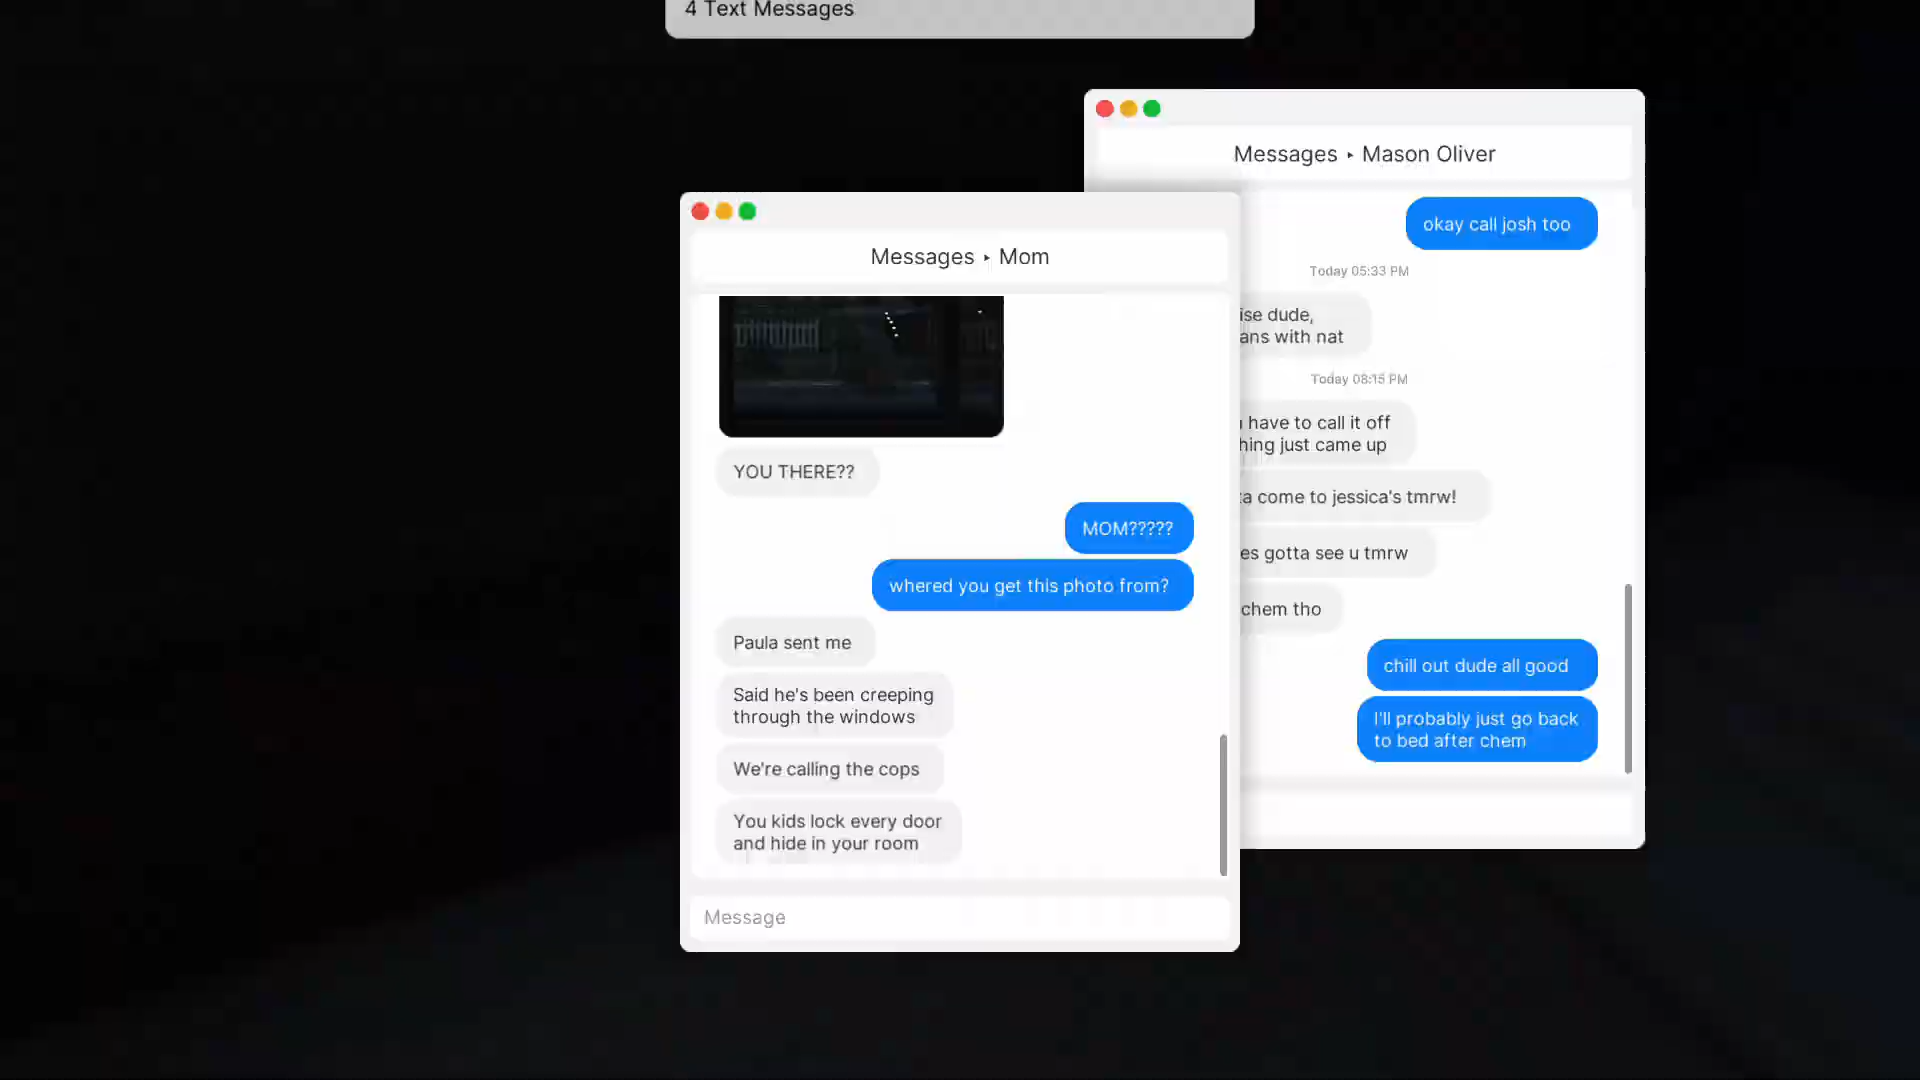 4 Text Messages
Messages ‣ Mason Oliver
okay call josh too
Today 05:33 PM
dude,
with nat
Today 08:15 PM
have to call it off
just came up
come to jessica's tmrw!
gotta see u tmrw
chem tho
chill out dude all good
I'll probably just go back
to bed after chem
Messages ‣ Mom
YOU THERE??
MOM?????
whered you get this photo from?
Paula sent me
Said he's been creeping
through the windows
We're calling the cops
You kids lock every door
and hide in your room
Message